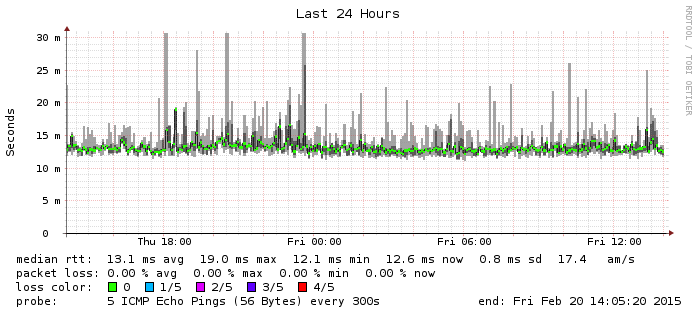 Last 24 Hours
RRDTOOL / TOBI OETIKER
Seconds
30 m
25 m
20 m
15 m
10 m
5 m
0
Thu 18:00 Fri 00:00 Fri 06:00 Fri 12:00
median rtt: 13.1 ms avg 19.0 ms max 12.1 ms min 12.6 ms now 0.8 ms sd 17.4 am/s
packet loss: 0.00 % avg 0.00 % max 0.00 % min 0.00 % now
loss color: 0 1/5 2/5 3/5 4/5
probe: 5 ICMP Echo Pings (56 Bytes) every 300s end: Fri Feb 20 14:05:20 2015